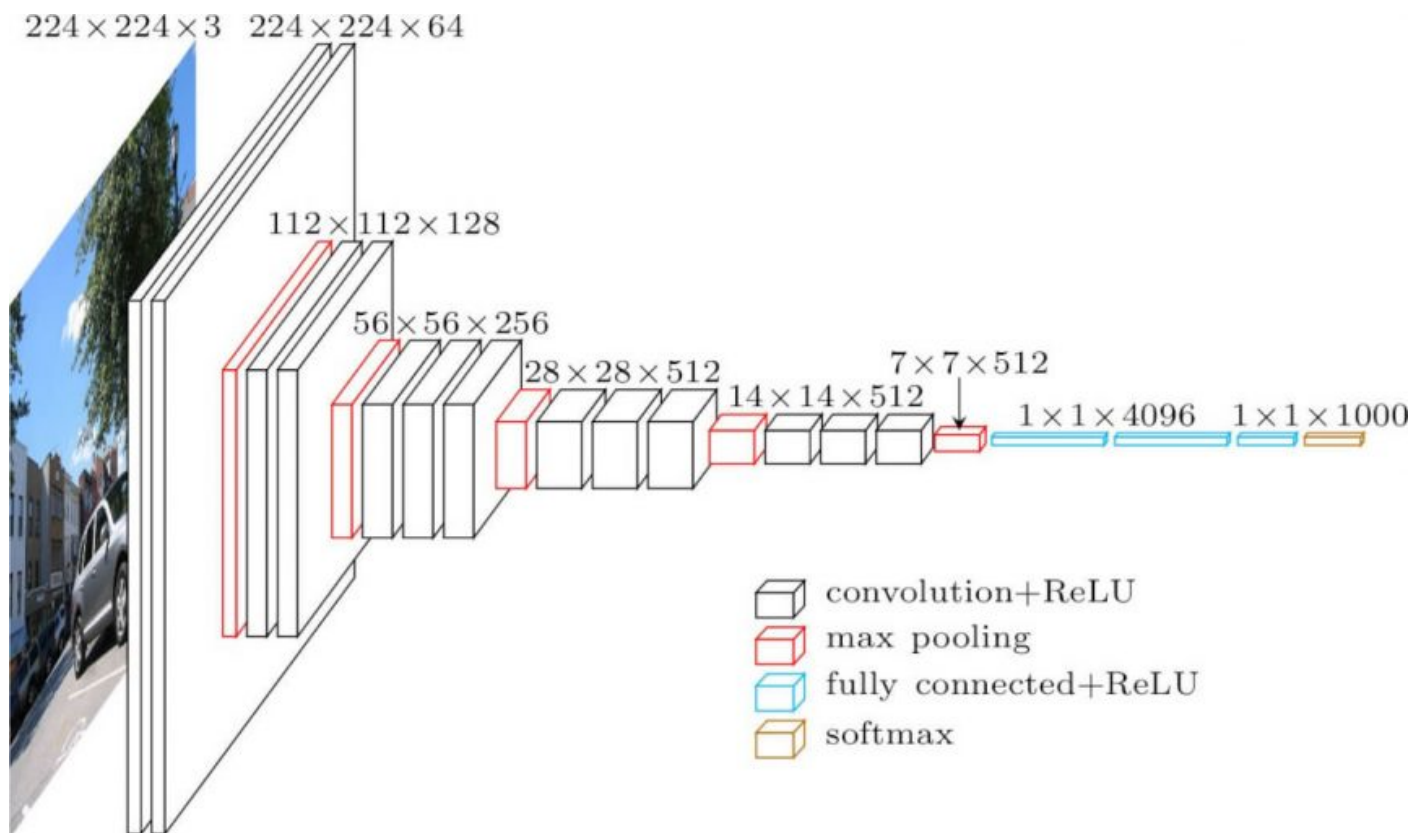 224×224×3
224×224×64
112×112×128
56×56×256
28×28×512
14×14×512
7×7×512
1×1×4096
1×1×1000
convolution+ReLU
max pooling
fully connected+ReLU
softmax